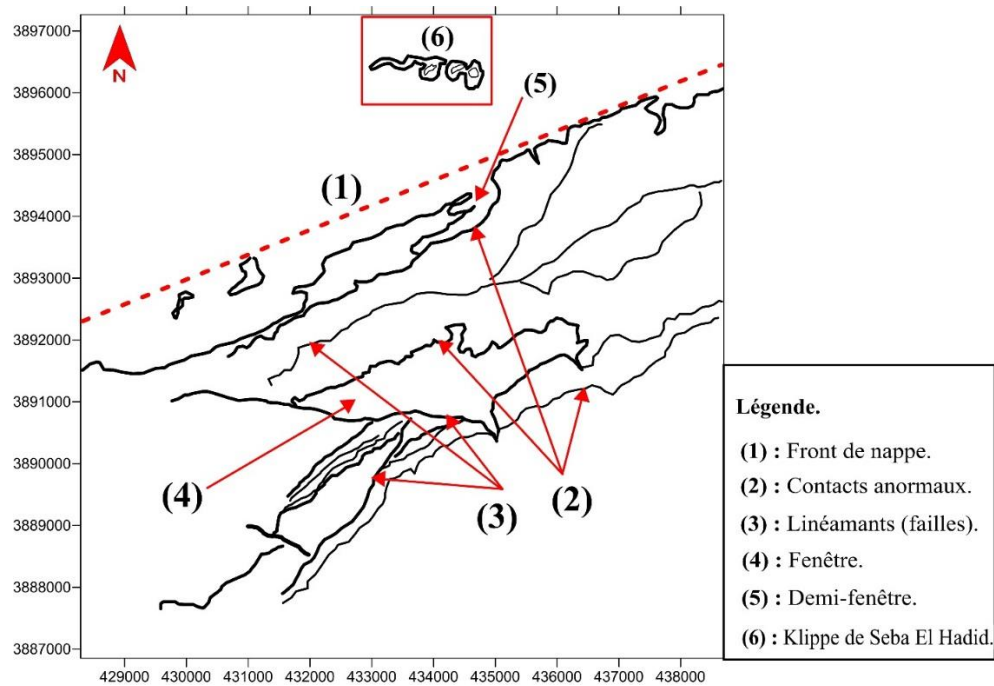 3897000
3896000
3895000
3894000
3893000
3892000
3891000
3890000
3889000
3888000
3887000
429000 430000 431000 432000 433000 434000 435000 436000 437000 438000
N
(6)
(5)
(1)
(4)
(3)
(2)
Légende.
(1) : Front de nappe.
(2) : Contacts anormaux.
(3) : Linéamants (failles).
(4) : Fenêtre.
(5) : Demi-fenêtre.
(6) : Klippe de Seba El Hadid.